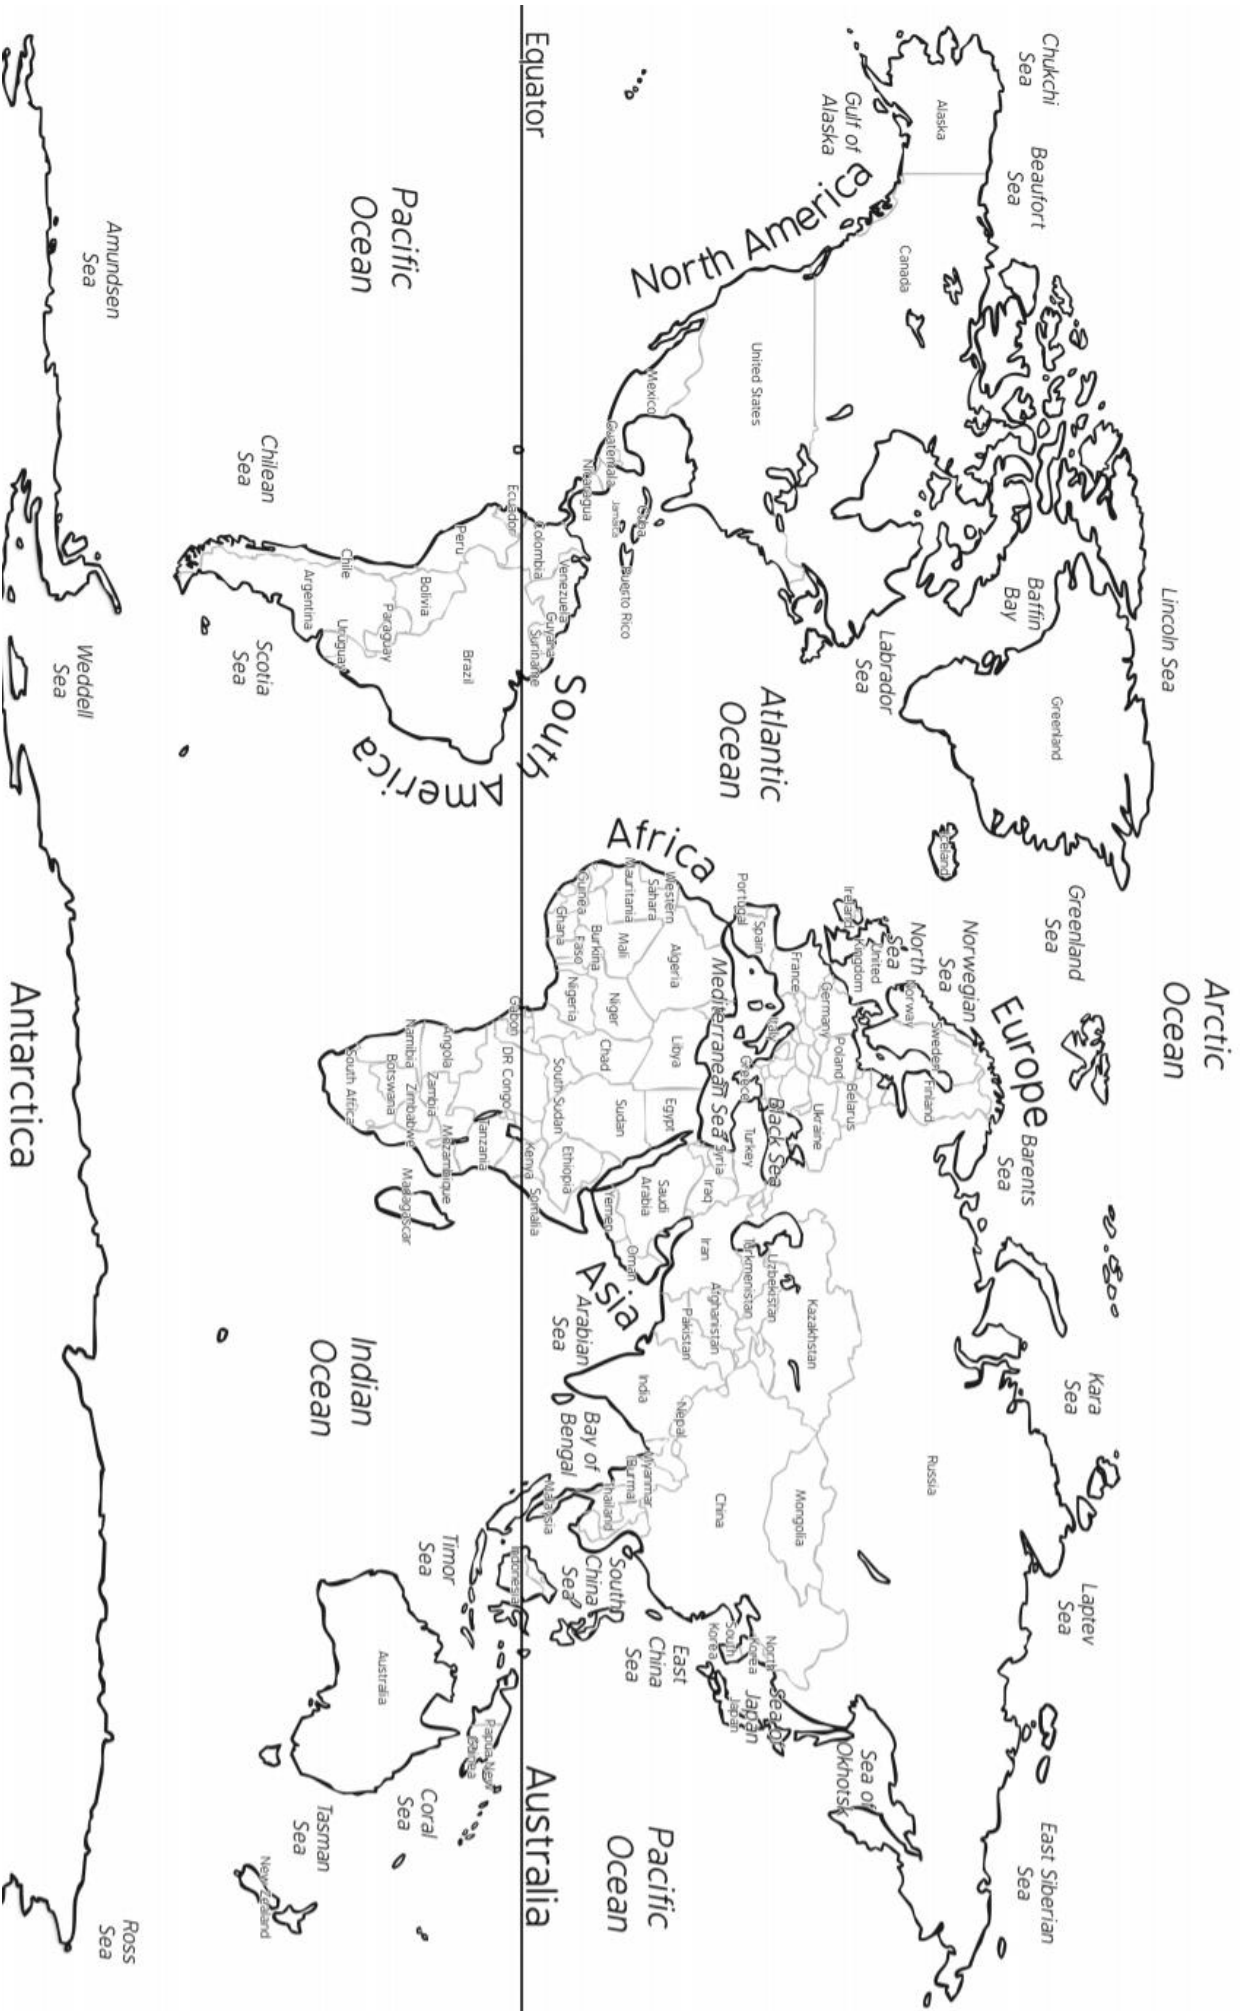 Arctic
Ocean
Lincoln Sea
Chukchi
Sea
Beaufort
Sea
Baffin
Bay
Greenland
Greenland
Sea
Barents
Sea
Kara
Sea
Laptev
Sea
East Siberian
Sea
Alaska
Gulf of
Alaska
Canada
Labrador
Sea
Iceland
Norwegian
Sea
Europe
North
Sea
Norway
Sweden
Finland
Russia
Ireland
United
Kingdom
Poland
Belarus
Germany
Ukraine
France
Kazakhstan
Mongolia
Sea of
Okhotsk
North America
United States
Atlantic
Ocean
Portugal
Spain
Italy
Greece
Black Sea
Turkey
Mediterranean Sea
Syria
Iraq
Iran
Uzbekistan
Turkmenistan
Afghanistan
Pakistan
China
North
Korea
South
Korea
Sea of
Japan
Japan
Mexico
Cuba
Jamaica
Puerto Rico
Guatemala
Nicaragua
Africa
Western
Sahara
Mauritania
Algeria
Libya
Egypt
Saudi
Arabia
Yemen
Oman
Asia
India
Nepal
Myanmar
(Burma)
Thailand
East
China
Sea
Pacific
Ocean
Mali
Burkina
Faso
Niger
Chad
Sudan
Guinea
Ghana
Nigeria
South Sudan
Ethiopia
Somalia
Arabian
Sea
Bay of
Bengal
South
China
Sea
Malaysia
Equator
Venezuela
Guyana
Suriname
Colombia
Ecuador
South
America
Gabon
DR Congo
Kenya
Tanzania
Indonesia
Australia
Papua New
Guinea
Pacific
Ocean
Peru
Brazil
Bolivia
Paraguay
Chile
Argentina
Uruguay
Angola
Zambia
Mozambique
Namibia
Zimbabwe
Botswana
Madagascar
South Africa
Indian
Ocean
Timor
Sea
Australia
Coral
Sea
Tasman
Sea
New Zealand
Chilean
Sea
Scotia
Sea
Amundsen
Sea
Weddell
Sea
Ross
Sea
Antarctica